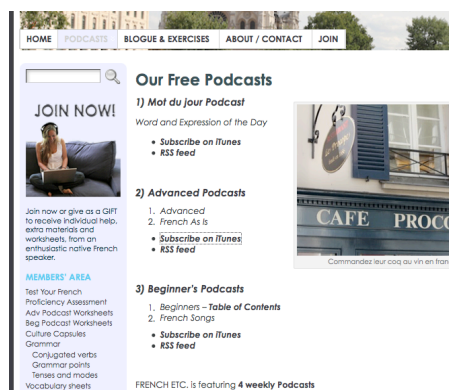 HOME PODCASTS BLOGUE & EXERCISES ABOUT / CONTACT JOIN
JOIN NOW!
Join now or give as a GIFT
to receive individual help,
extra materials and
worksheets, from an
enthusiastic native French
speaker.
MEMBERS' AREA
Test Your French
Proficiency Assessment
Adv Podcast Worksheets
Beg Podcast Worksheets
Culture Capsules
Grammar
Conjugated verbs
Grammar points
Tenses and modes
Vocabulary sheets
Our Free Podcasts
1) Mot du jour Podcast
Word and Expression of the Day
• Subscribe on iTunes
• RSS feed
2) Advanced Podcasts
1. Advanced
2. French As Is
• Subscribe on iTunes
• RSS feed
3) Beginner's Podcasts
1. Beginners – Table of Contents
2. French Songs
• Subscribe on iTunes
• RSS feed
FRENCH ETC. is featuring 4 weekly Podcasts
CAFE PROCO
Commandez leur coq au vin en fran